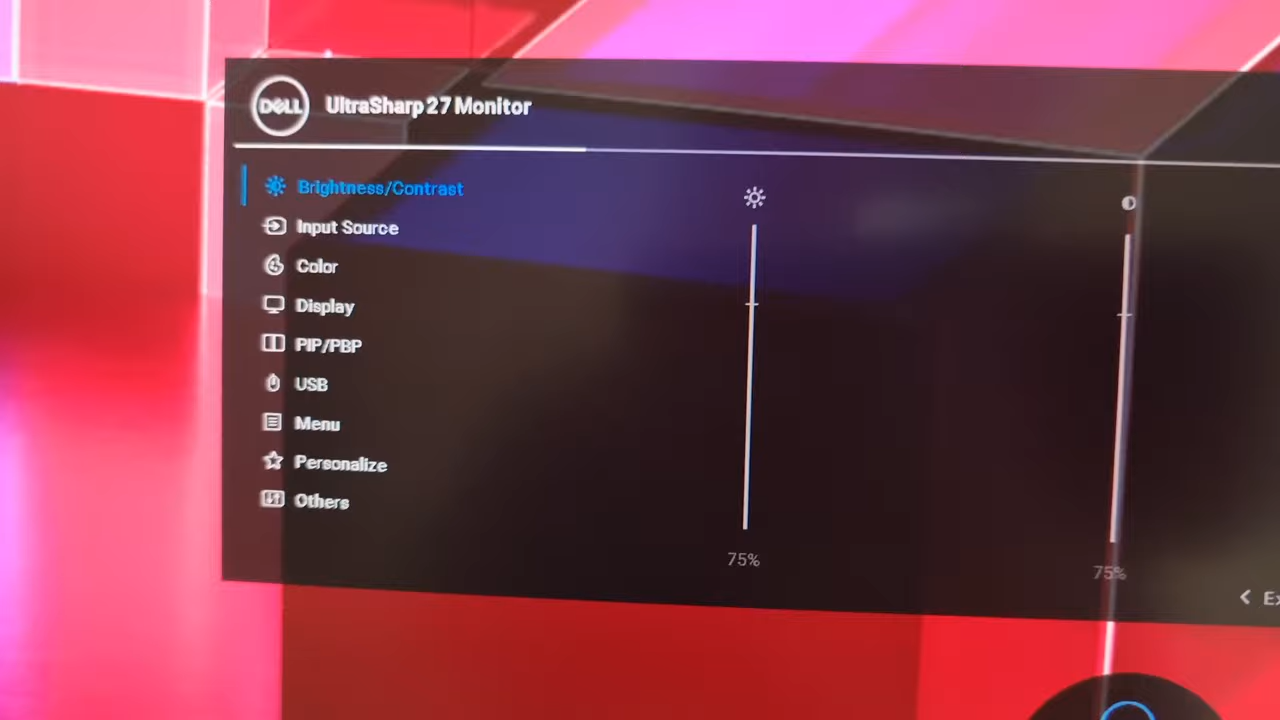 DELL UltraSharp 27 Monitor
Brightness/Contrast
Input Source
Color
Display
PIP/PBP
USB
Menu
Personalize
Others
75% 75%